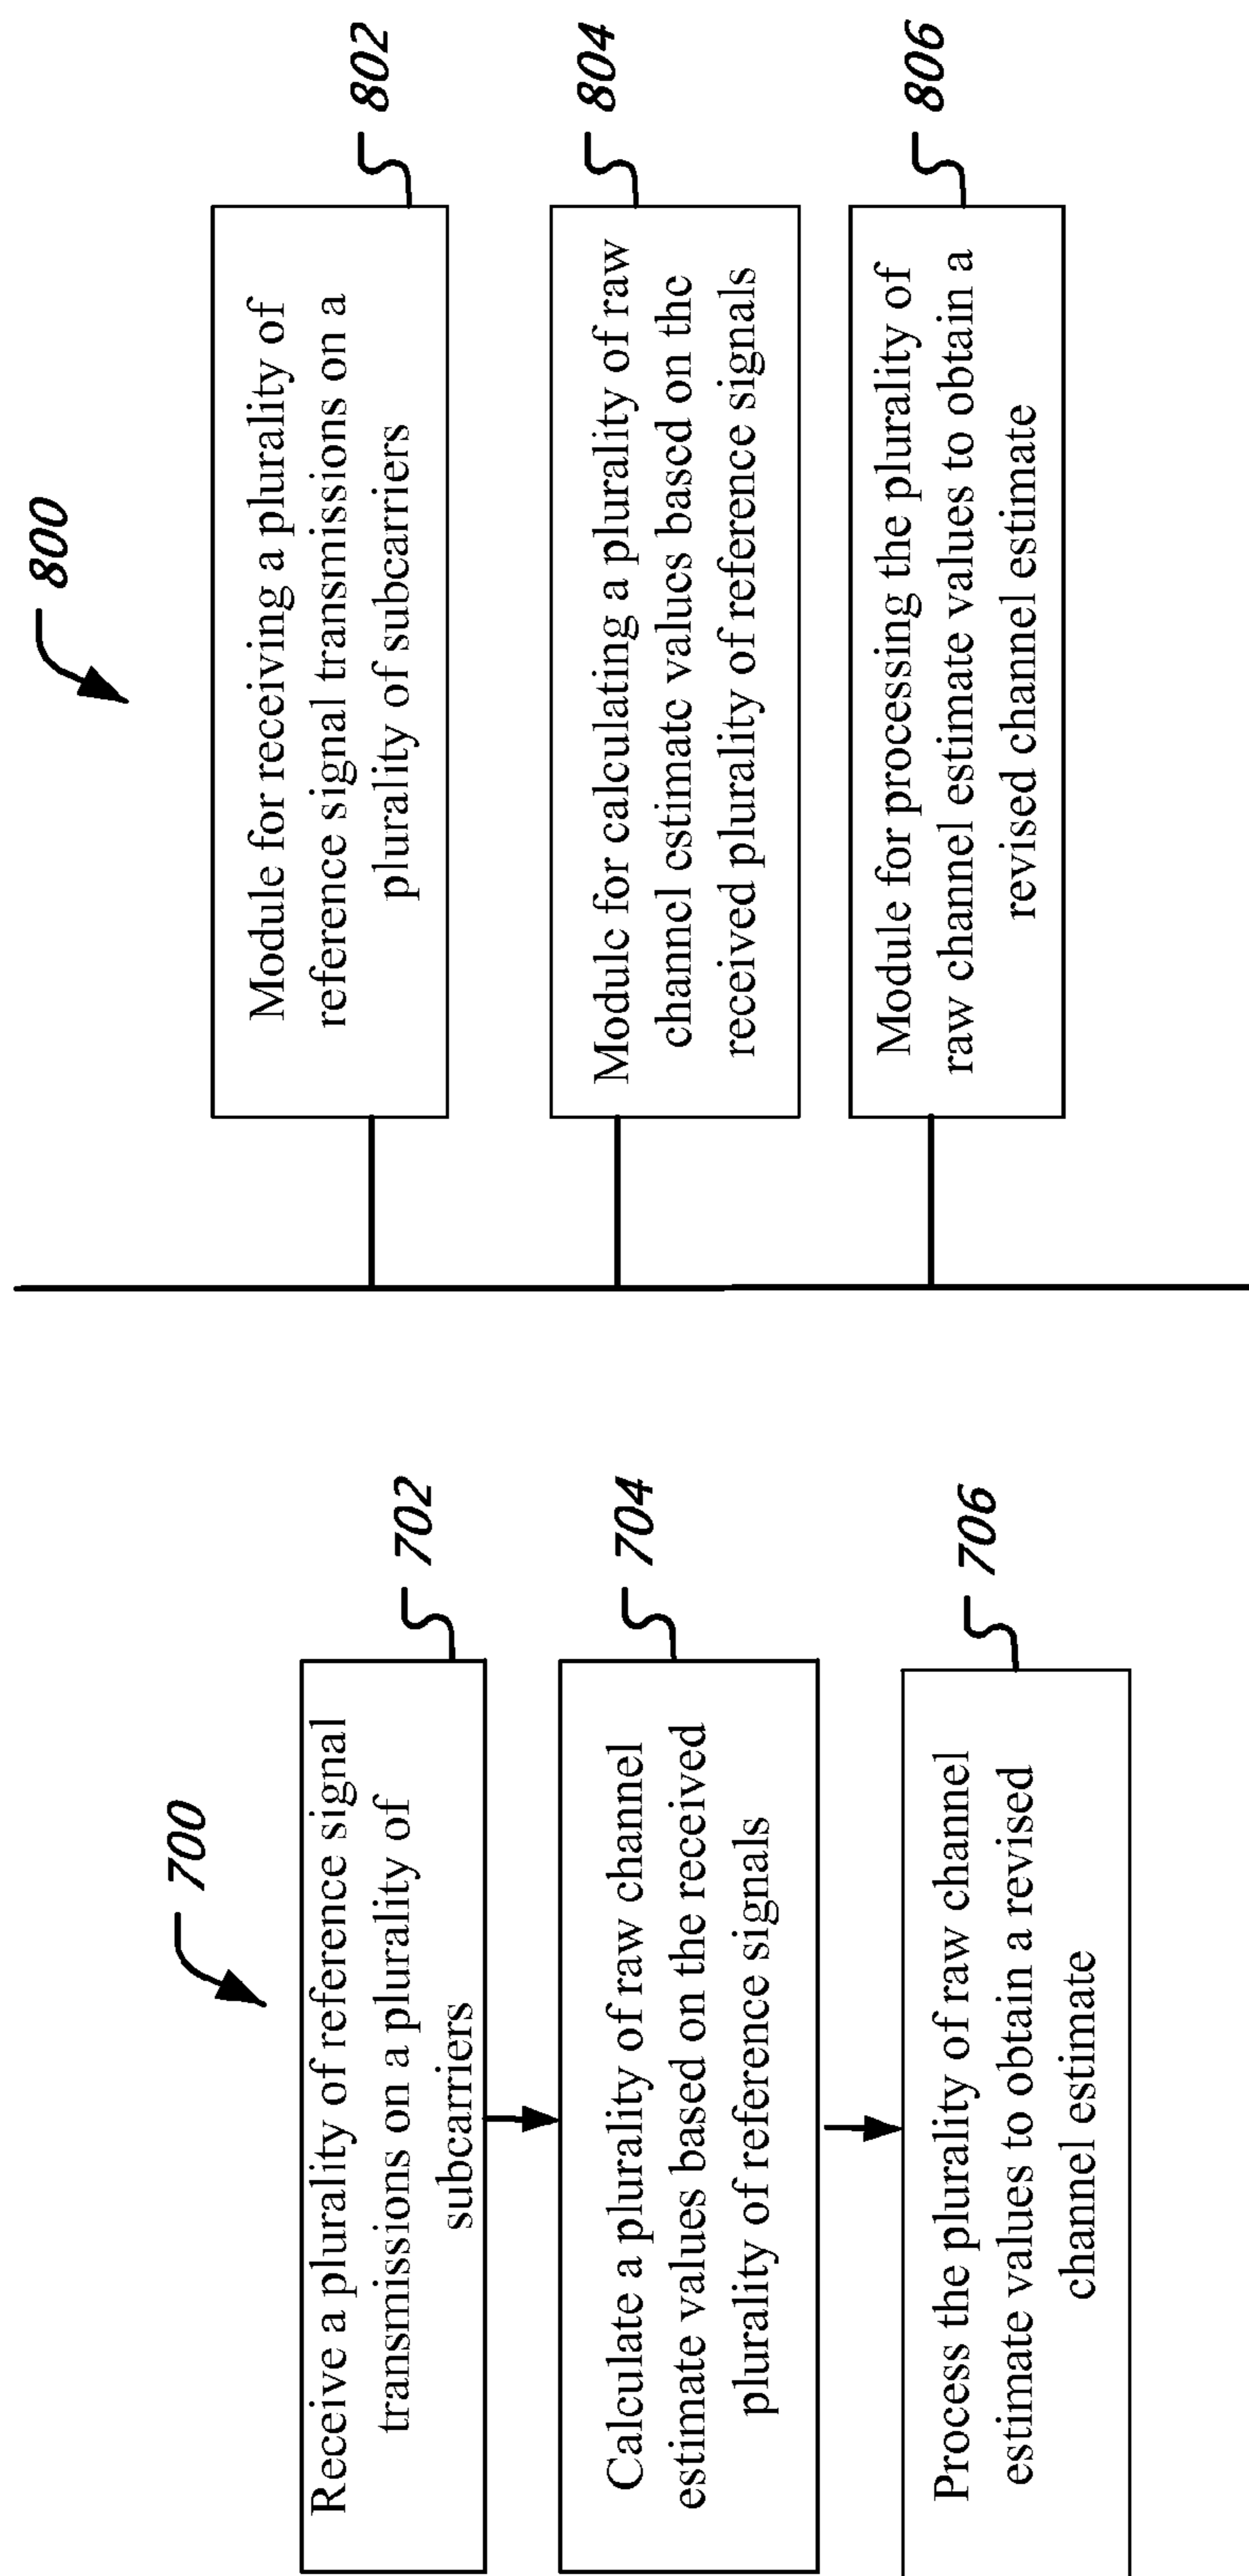 700
Receive a plurality of reference signal
transmissions on a plurality of
subcarriers
702
Calculate a plurality of raw channel
estimate values based on the received
plurality of reference signals
704
Process the plurality of raw channel
estimate values to obtain a revised
channel estimate
706
800
Module for receiving a plurality of
reference signal transmissions on a
plurality of subcarriers
802
Module for calculating a plurality of raw
channel estimate values based on the
received plurality of reference signals
804
Module for processing the plurality of
raw channel estimate values to obtain a
revised channel estimate
806